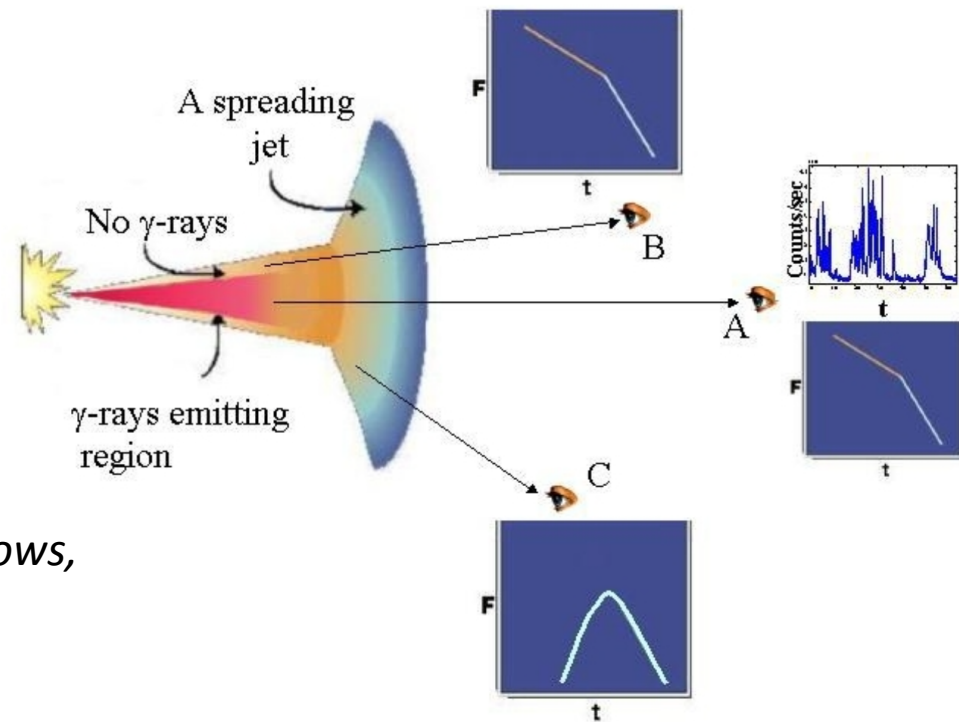 F
t
A spreading
jet
No γ-rays
B
Counts/sec
t
A
F
t
γ-rays emitting
region
C
ows,
F
t